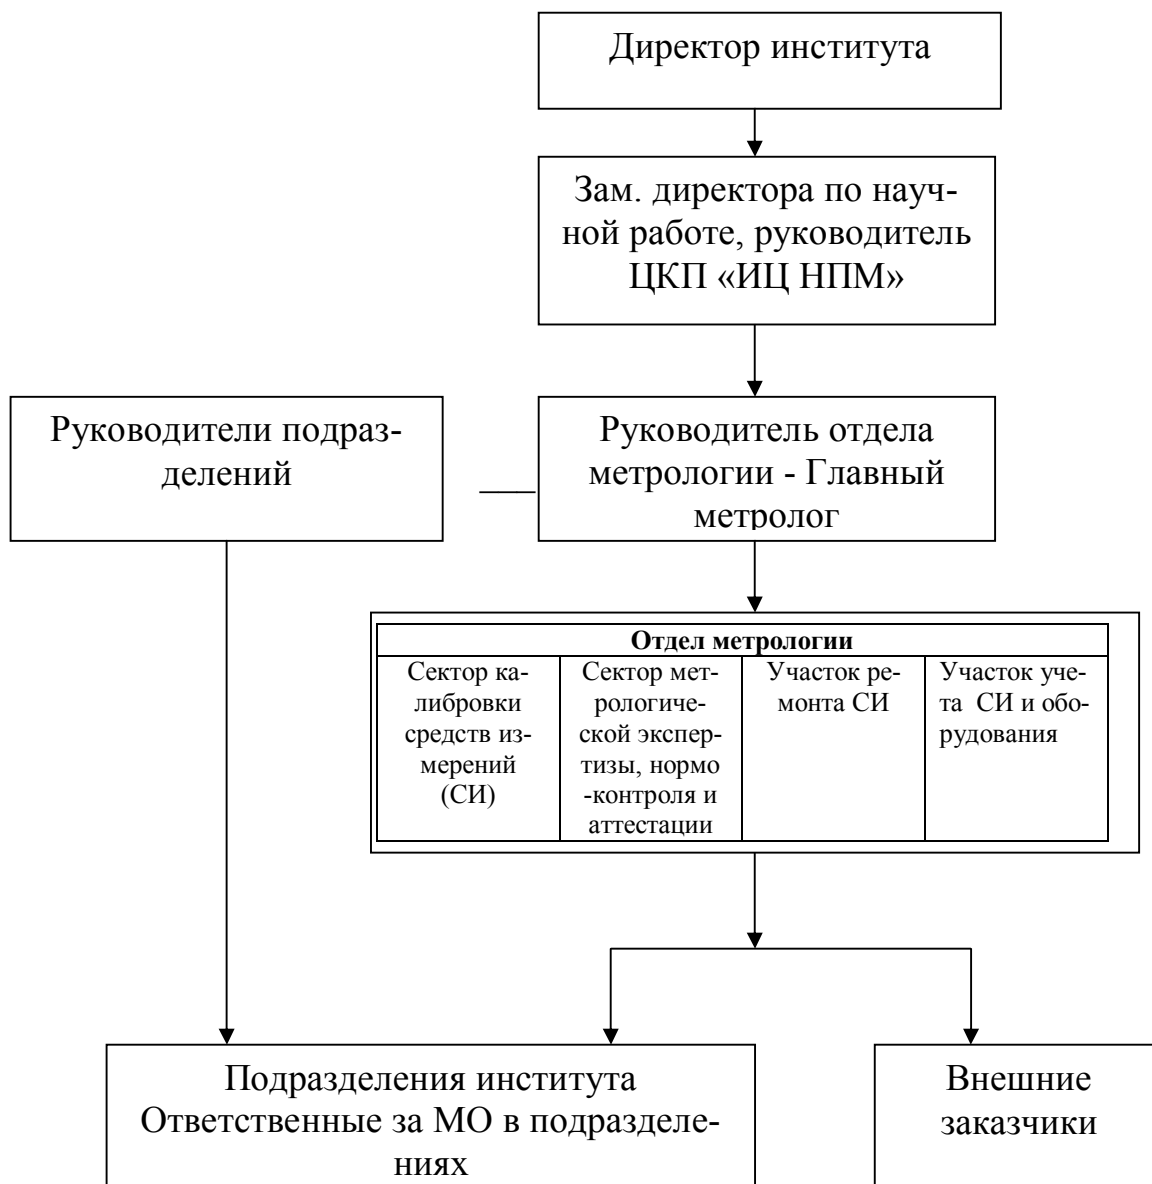 Директор института
Зам. директора по науч-
ной работе, руководитель
ЦКП «ИЦ НПМ»
Руководители подраз-
делений
Руководитель отдела
метрологии - Главный
метролог
Отдел метрологии
Сектор ка-
либровки
средств из-
мерений
(СИ)
Сектор мет-
рологиче-
ской экспер-
тизы, нормо
-контроля и
аттестации
Участок ре-
монта СИ
Участок уче-
та СИ и обо-
рудования
Подразделения института
Ответственные за МО в подразделе-
ниях
Внешние
заказчики